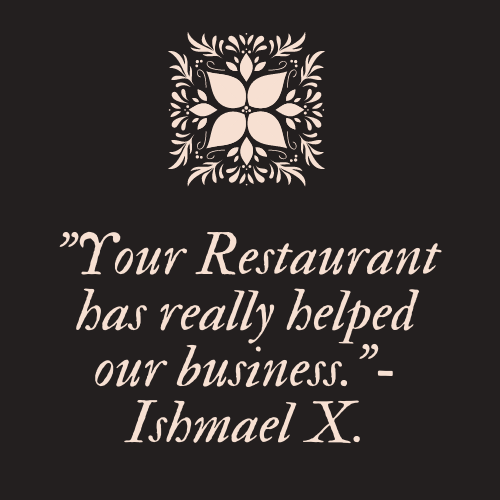 ”Your Restaurant
has really helped
our business.”-
Ishmael X.